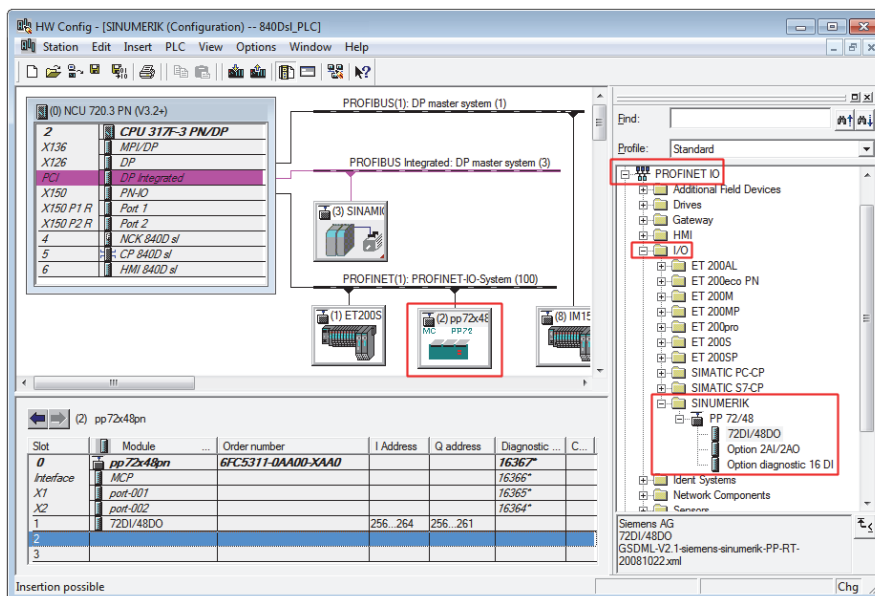 HW Config - [SINUMERIK (Configuration) -- 840Dsl_PLC]
Station Edit Insert PLC View Options Window Help
(0) NCU 720.3 PN (V3.2+)
2 CPU 317F-3 PN/DP
X136 MPI/DP
X126 DP
PCI DP Integrated
X150 PN-IO
X150 P1 R Port 1
X150 P2 R Port 2
4 NCK 840D sl
5 CP 840D sl
6 HMI 840D sl
PROFIBUS(1): DP master system (1)
PROFIBUS Integrated: DP master system (3)
(3) SINAMIC
PROFINET(1): PROFINET-IO-System (100)
(1) ET200S
(2) pp72x48
MC PP72
(8) IM15
Find:
Profile: Standard
PROFINET IO
Additional Field Devices
Drives
Gateway
HMI
I/O
ET 200AL
ET 200eco PN
ET 200M
ET 200MP
ET 200pro
ET 200S
ET 200SP
SIMATIC PC-CP
SIMATIC S7-CP
SINUMERIK
PP 72/48
72DI/48DO
Option 2AI/2AO
Option diagnostic 16 DI
Ident Systems
Network Components
Sensors
Siemens AG
72DI/48DO
GSDML-V2.1-siemens-sinumerik-PP-RT-
20081022.xml
(2) pp72x48pn
Slot Module ... Order number I Address Q address Diagnostic ... C...
0 pp72x48pn 6FC5311-0AA00-XAA0 16367*
Interface MCP 16366*
X1 port-001 16365*
X2 port-002 16364*
1 72DI/48DO 256...264 256...261
2
3
Insertion possible
Chg